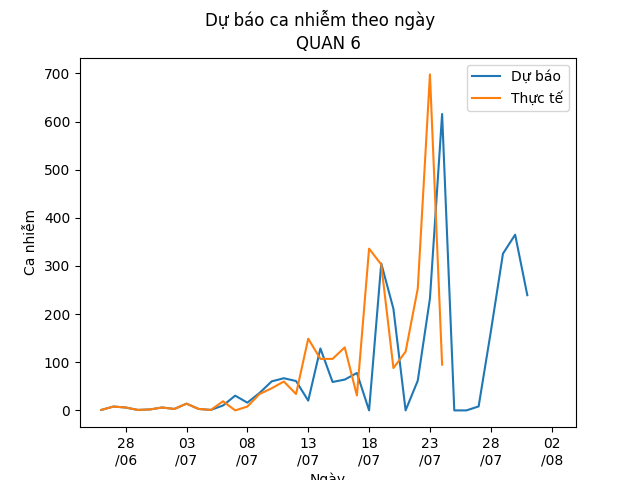 Dự báo ca nhiễm theo ngày
QUAN 6
Ca nhiễm
700
600
500
400
300
200
100
0
Dự báo
Thực tế
28 03 08 13 18 23 28 02
/06 /07 /07 /07 /07 /07 /07 /08
Ngày